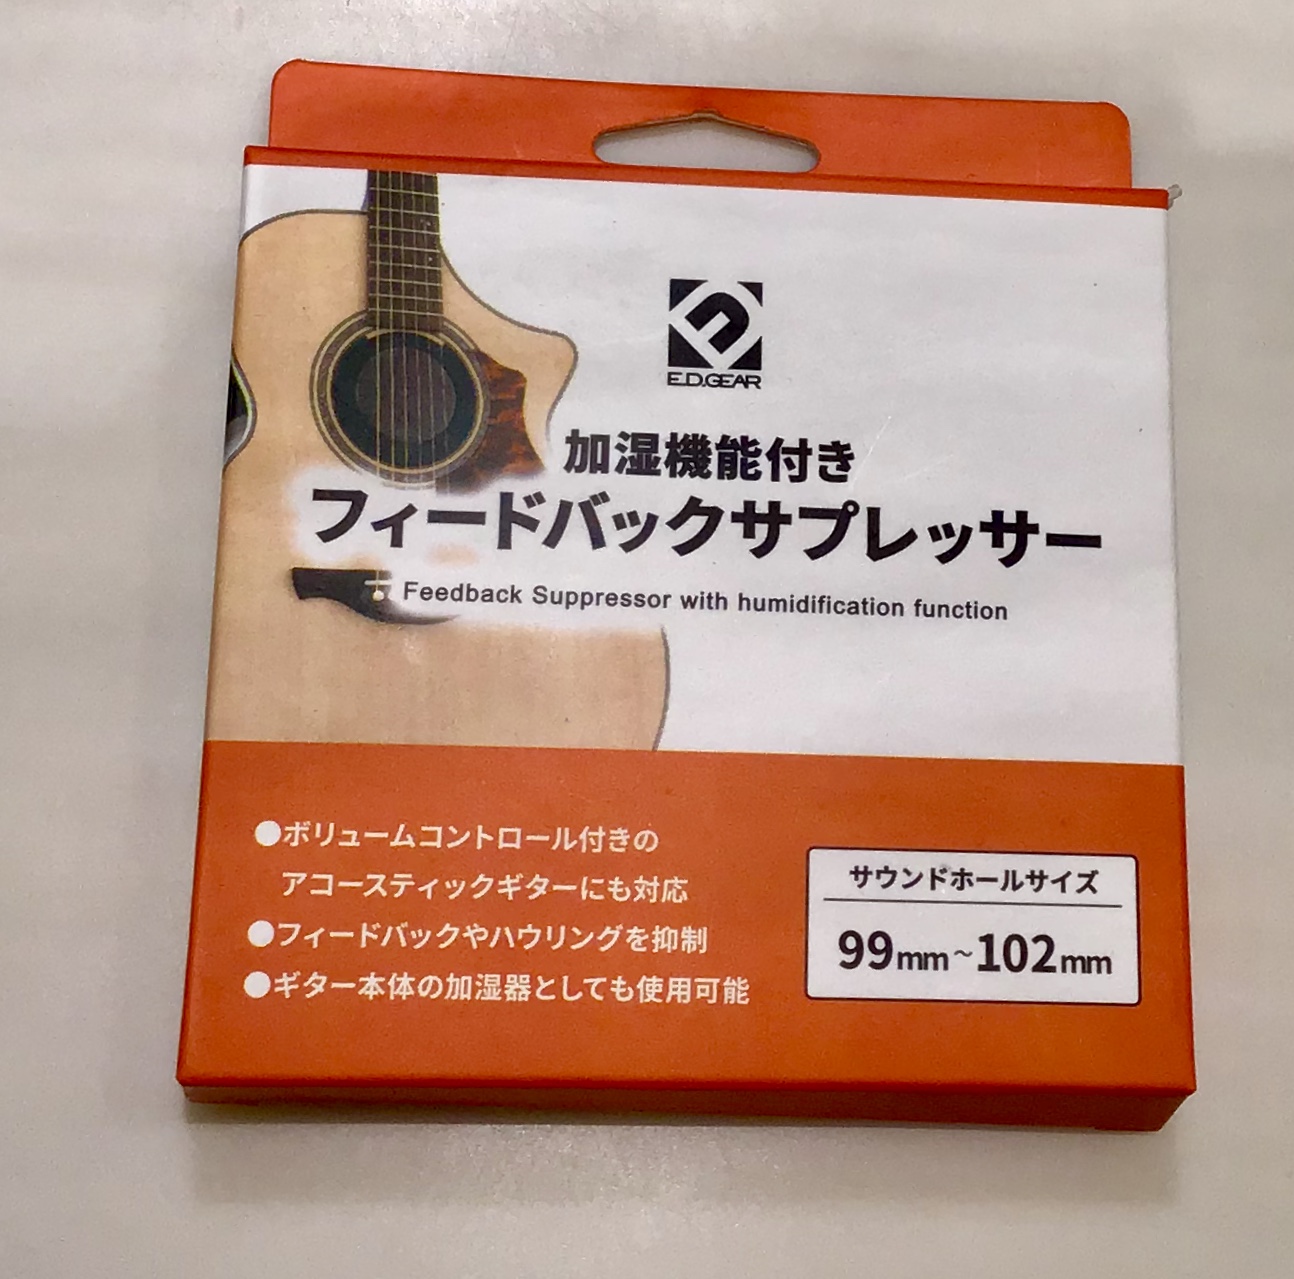 E.D.GEAR
加湿機能付き
フィードバックサプレッサー
Feedback Suppressor with humidification function
●ボリュームコントロール付きの
アコースティックギターにも対応
●フィードバックやハウリングを抑制
●ギター本体の加湿器としても使用可能
サウンドホールサイズ
99mm~102mm